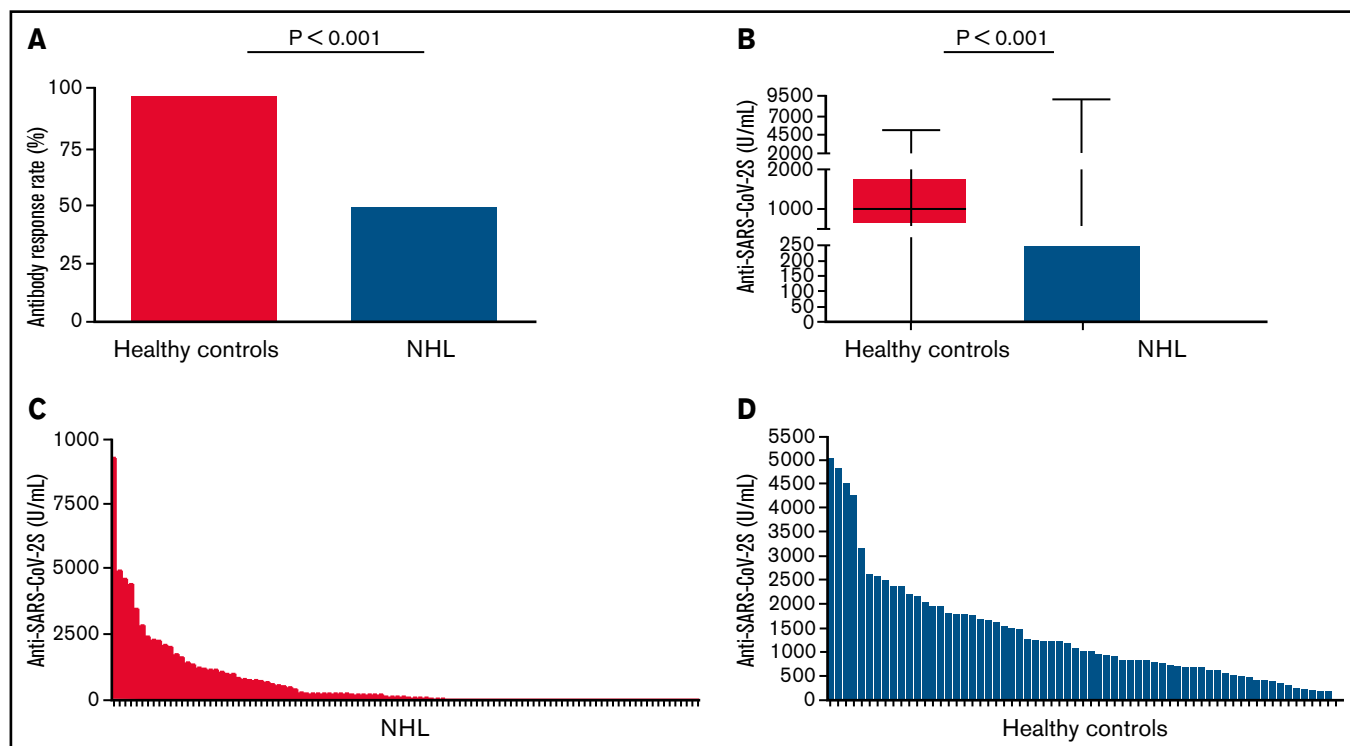 A
P < 0.001
Antibody response rate (%)
100
75
50
25
0
Healthy controls
NHL
B
P < 0.001
Anti-SARS-CoV-2S (U/mL)
9500
7000
4500
2000
2000
1000
250
200
150
100
50
0
Healthy controls
NHL
C
Anti-SARS-CoV-2S (U/mL)
1000
7500
5000
2500
0
NHL
D
Anti-SARS-CoV-2S (U/mL)
5500
5000
4500
4000
3500
3000
2500
2000
1500
1000
500
0
Healthy controls